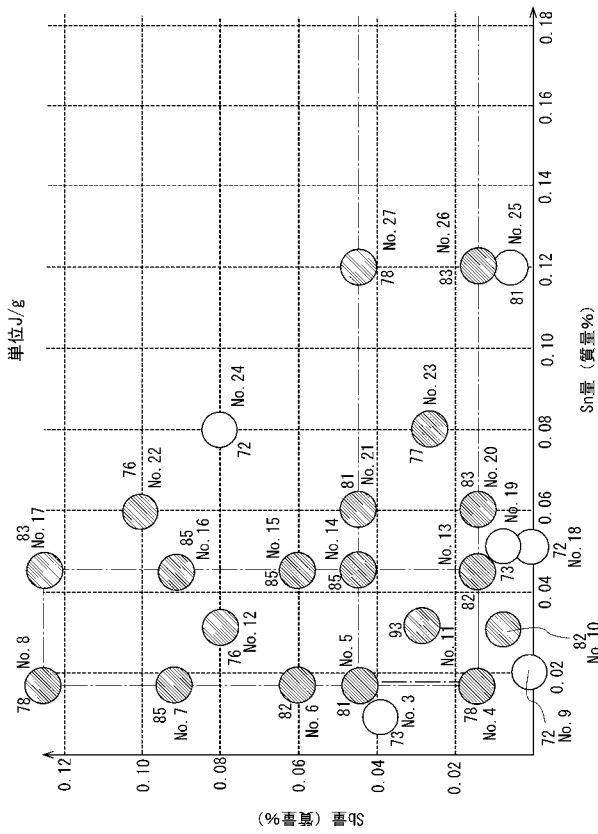 単位J/g
Sb量（質量%）
0.12
0.10
0.08
0.06
0.04
0.02
0.02
0.04
0.06
0.08
0.10
0.12
0.14
0.16
0.18
Sn量（質量%）
78
No. 8
83
No. 17
76
No. 22
85
No. 7
85
No. 16
76
No. 12
72
No. 24
82
No. 6
85
No. 15
81
No. 5
85
No. 14
81
No. 21
78
No. 27
73
No. 3
93
No. 11
77
No. 23
78
No. 4
82
No. 13
83
No. 20
83
No. 26
82
No. 10
73
No. 19
81
No. 25
72
No. 9
72
No. 18